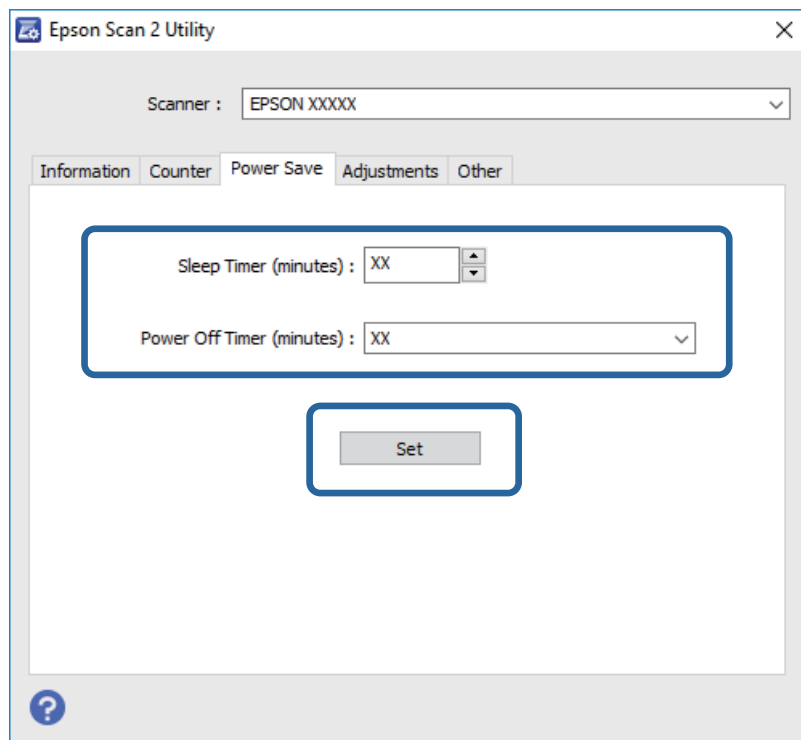 Epson Scan 2 Utility
Scanner : EPSON XXXXX
Information Counter Power Save Adjustments Other
Sleep Timer (minutes) : XX
Power Off Timer (minutes) : XX
Set
?